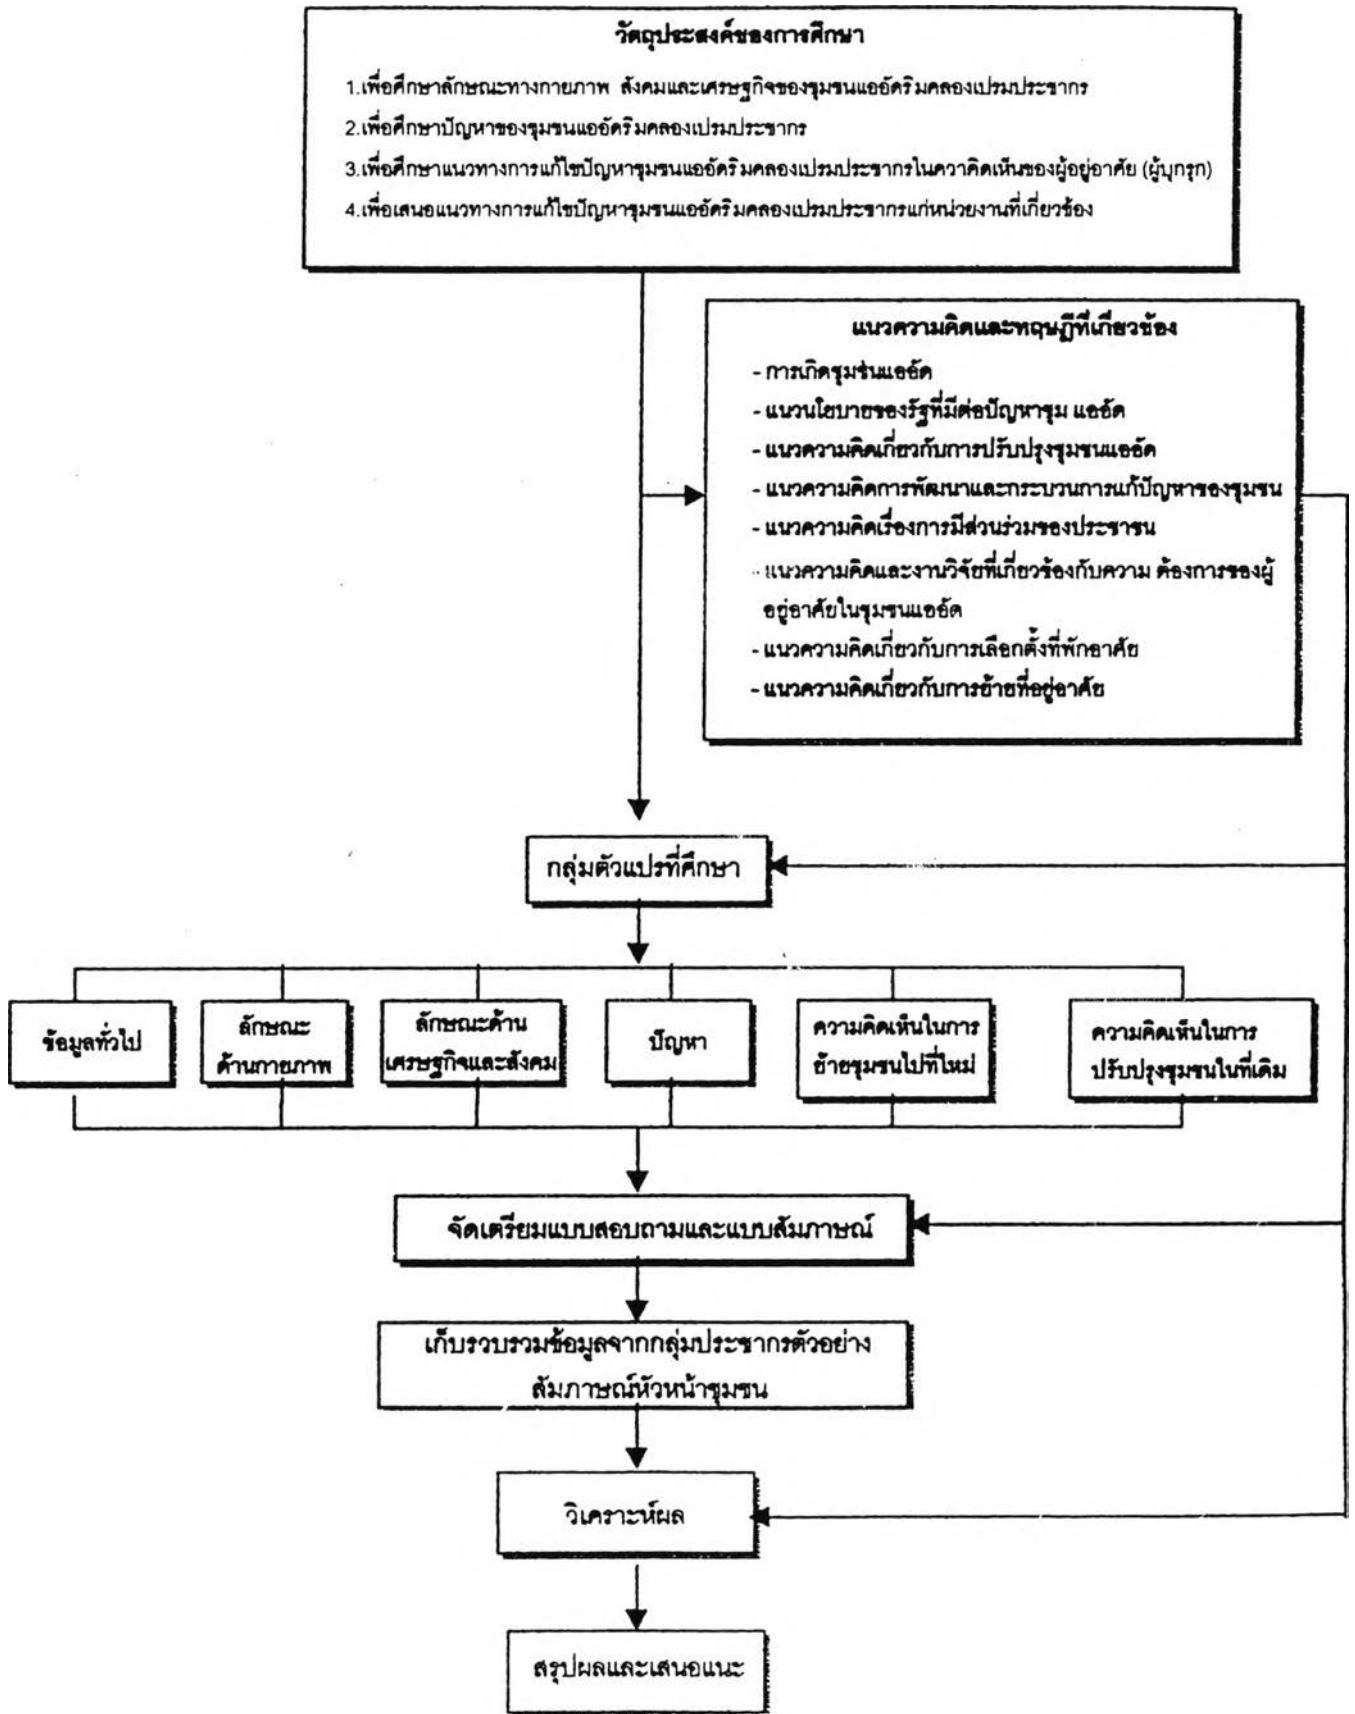 วัตถุประสงค์ของการศึกษา
1.เพื่อศึกษาลักษณะทางกายภาพ สังคมและเศรษฐกิจของชุมชนแออัดริมคลองเปรมประชากร
2.เพื่อศึกษาปัญหาของชุมชนแออัดริมคลองเปรมประชากร
3.เพื่อศึกษาแนวทางการแก้ไขปัญหาชุมชนแออัดริมคลองเปรมประชากรในควาคิดเห็นของผู้อยู่อาศัย (ผู้บุกรุก)
4.เพื่อเสนอแนวทางการแก้ไขปัญหาชุมชนแออัดริมคลองเปรมประชากรแก่หน่วยงานที่เกี่ยวข้อง
แนวความคิดและทฤษฎีที่เกี่ยวข้อง
- การเกิดชุมชนแออัด
- แนวนโยบายของรัฐที่มีต่อปัญหาชุม แออัด
- แนวความคิดเกี่ยวกับการปรับปรุงชุมชนแออัด
- แนวความคิดการพัฒนาและกระบวนการแก้ปัญหาของชุมชน
- แนวความคิดเรื่องการมีส่วนร่วมของประชาชน
- แนวความคิดและงานวิจัยที่เกี่ยวข้องกับความ ต้องการของผู้
อยู่อาศัยในชุมชนแออัด
- แนวความคิดเกี่ยวกับการเลือกตั้งที่พักอาศัย
- แนวความคิดเกี่ยวกับการย้ายที่อยู่อาศัย
กลุ่มตัวแปรที่ศึกษา
ข้อมูลทั่วไป
ลักษณะ
ด้านกายภาพ
ลักษณะด้าน
เศรษฐกิจและสังคม
ปัญหา
ความคิดเห็นในการ
ย้ายชุมชนไปที่ใหม่
ความคิดเห็นในการ
ปรับปรุงชุมชนในที่เดิม
จัดเตรียมแบบสอบถามและแบบสัมภาษณ์
เก็บรวบรวมข้อมูลจากกลุ่มประชากรตัวอย่าง
สัมภาษณ์หัวหน้าชุมชน
วิเคราะห์ผล
สรุปผลและเสนอแนะ